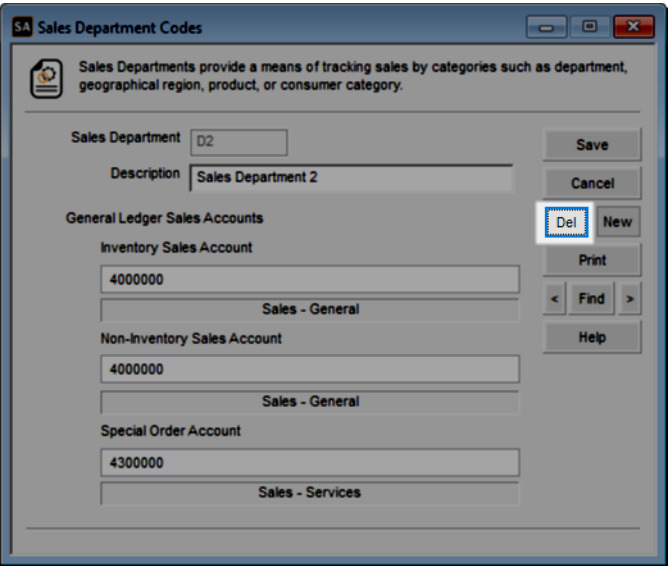 SA Sales Department Codes
Sales Departments provide a means of tracking sales by categories such as department,
geographical region, product, or consumer category.
Sales Department D2
Description Sales Department 2
General Ledger Sales Accounts
Inventory Sales Account
4000000
Sales - General
Non-Inventory Sales Account
4000000
Sales - General
Special Order Account
4300000
Sales - Services
Save
Cancel
Del New
Print
< Find >
Help